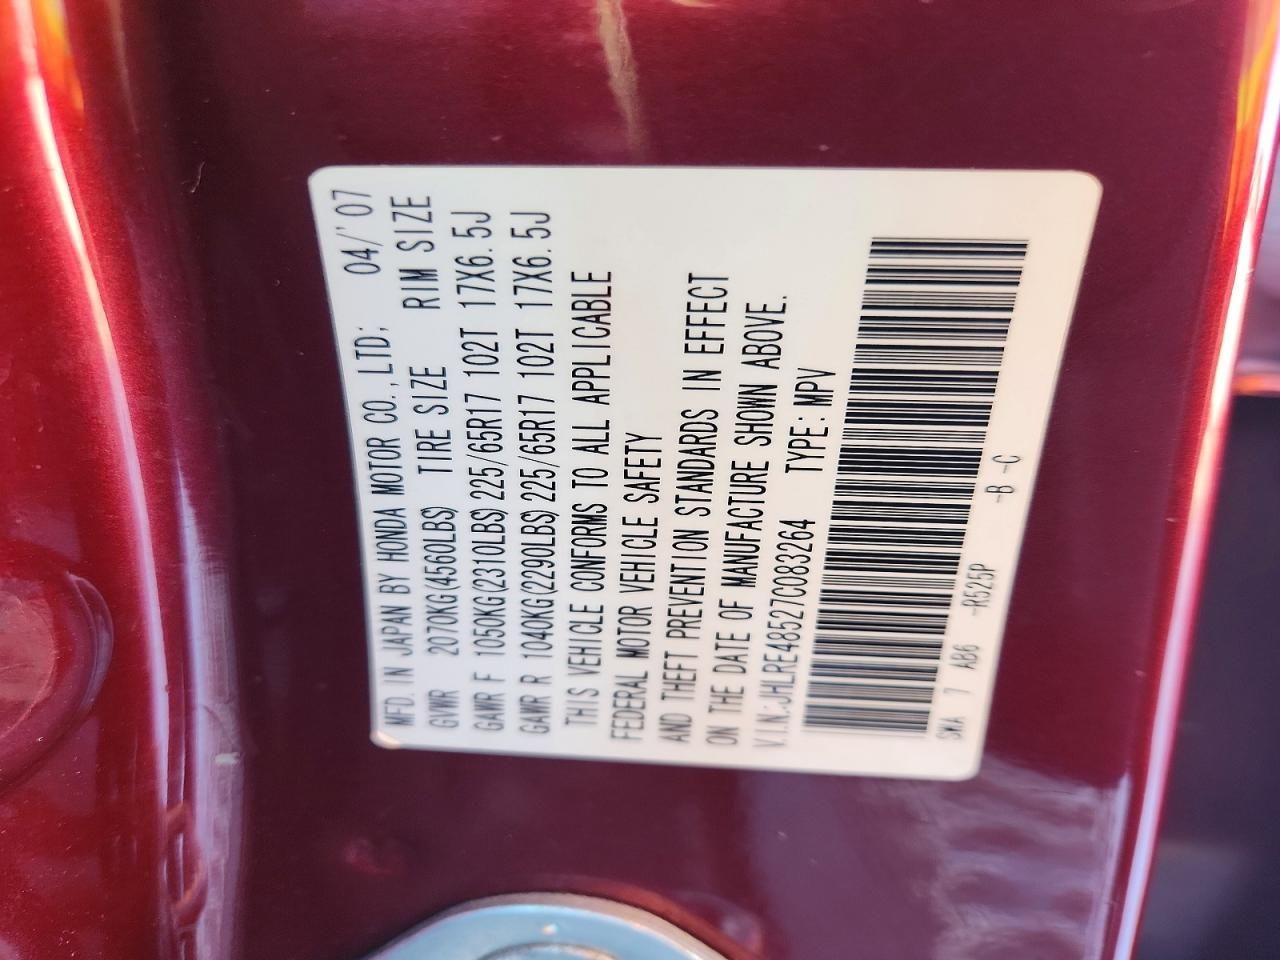 MFD. IN JAPAN BY HONDA MOTOR CO., LTD; 04/'07
GVWR 2070KG(4560LBS) TIRE SIZE RIM SIZE
GAWR F 1050KG(2310LBS) 225/65R17 102T 17X6.5J
GAWR R 1040KG(2290LBS) 225/65R17 102T 17X6.5J
THIS VEHICLE CONFORMS TO ALL APPLICABLE
FEDERAL MOTOR VEHICLE SAFETY
AND THEFT PREVENTION STANDARDS IN EFFECT
ON THE DATE OF MANUFACTURE SHOWN ABOVE.
V.I.N.:JHLRE48527C083264 TYPE: MPV
SWA 7 AB6 -R525P -B -C